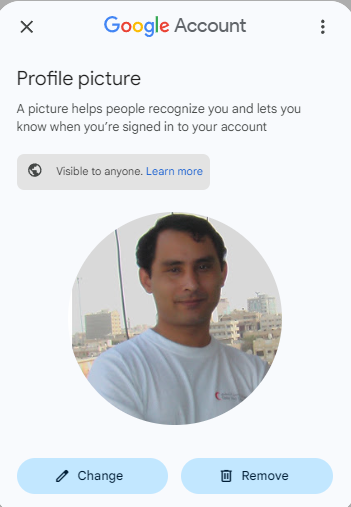 Google Account
Profile picture
A picture helps people recognize you and lets you
know when you’re signed in to your account
Visible to anyone. Learn more
Change
Remove